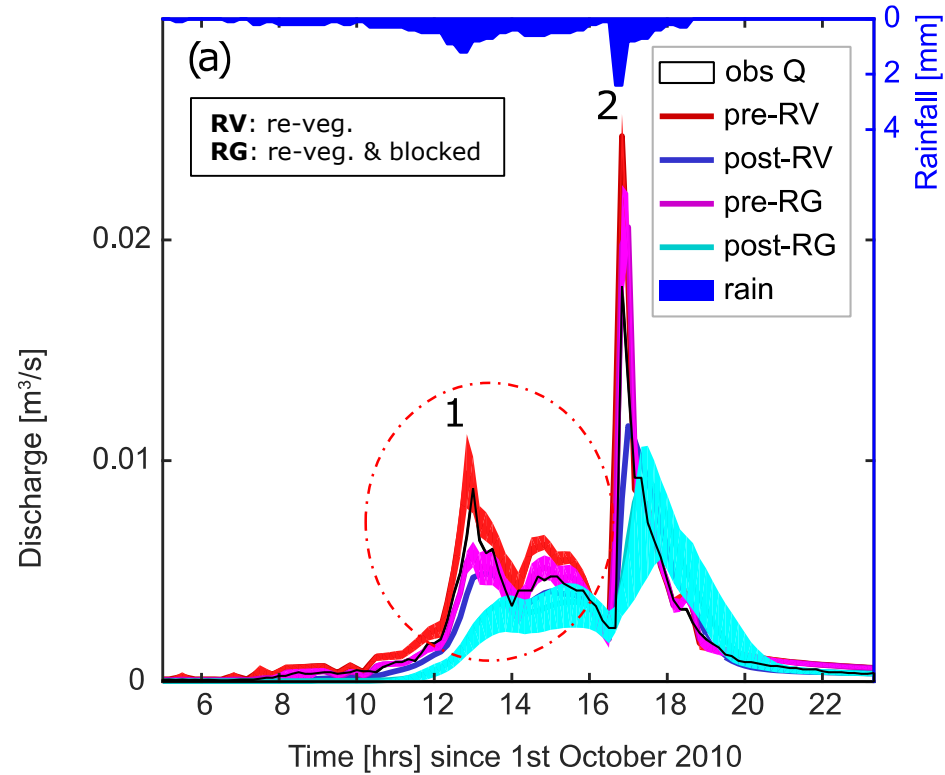 (a)
RV: re-veg.
RG: re-veg. & blocked
1
2
obs Q
pre-RV
post-RV
pre-RG
post-RG
rain
0
2
4
Rainfall [mm]
0.02
0.01
0
Discharge [m³/s]
6 8 10 12 14 16 18 20 22
Time [hrs] since 1st October 2010